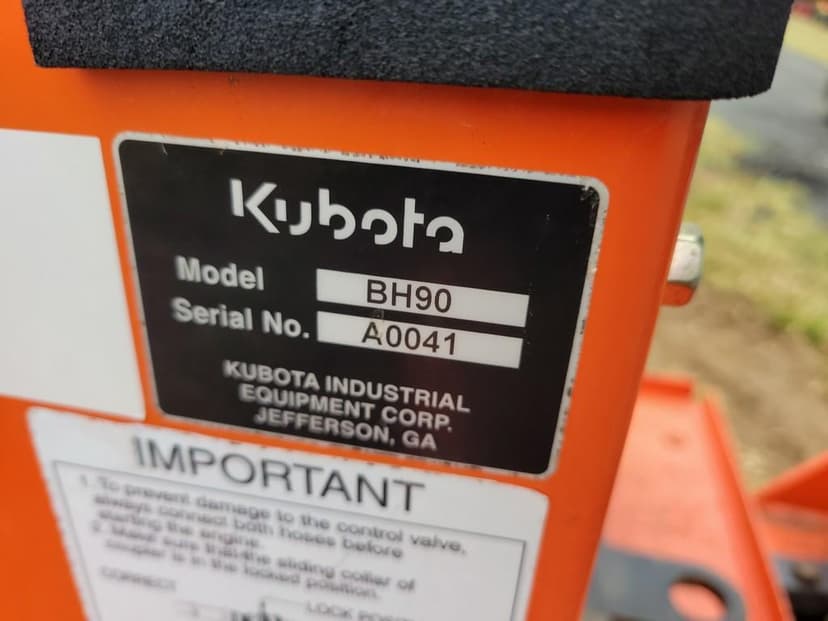 Kubota
Model BH90
Serial No. A0041
KUBOTA INDUSTRIAL
EQUIPMENT CORP.
JEFFERSON, GA
IMPORTANT
1. To prevent damage to the control valve,
always connect both hoses before
starting the engine.
2. Make sure that the sliding collar of
coupler is in the locked position.
CONNECT
LOCK